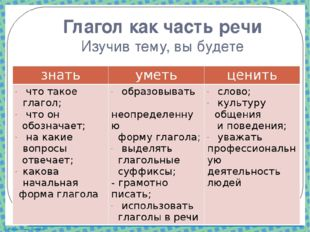 Глагол как часть речи
Изучив тему, вы будете
знать
уметь
ценить
- что такое
глагол;
- что он
обозначает;
- на какие
вопросы
отвечает;
- какова
начальная
форма глагола
- образовывать
неопределенну
ю
форму глагола;
- выделять
глагольные
суффиксы;
- грамотно
писать;
- использовать
глаголы в речи
- слово;
- культуру
общения
и поведения;
- уважать
профессиональн
ую
деятельность
людей